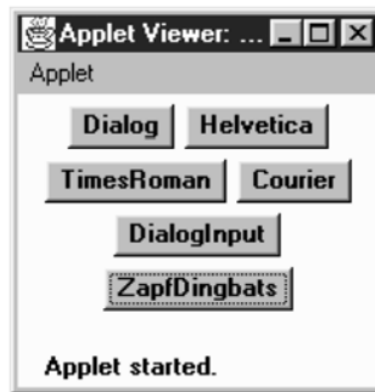 Applet Viewer: ...
Applet
Dialog Helvetica
TimesRoman Courier
DialogInput
ZapfDingbats
Applet started.